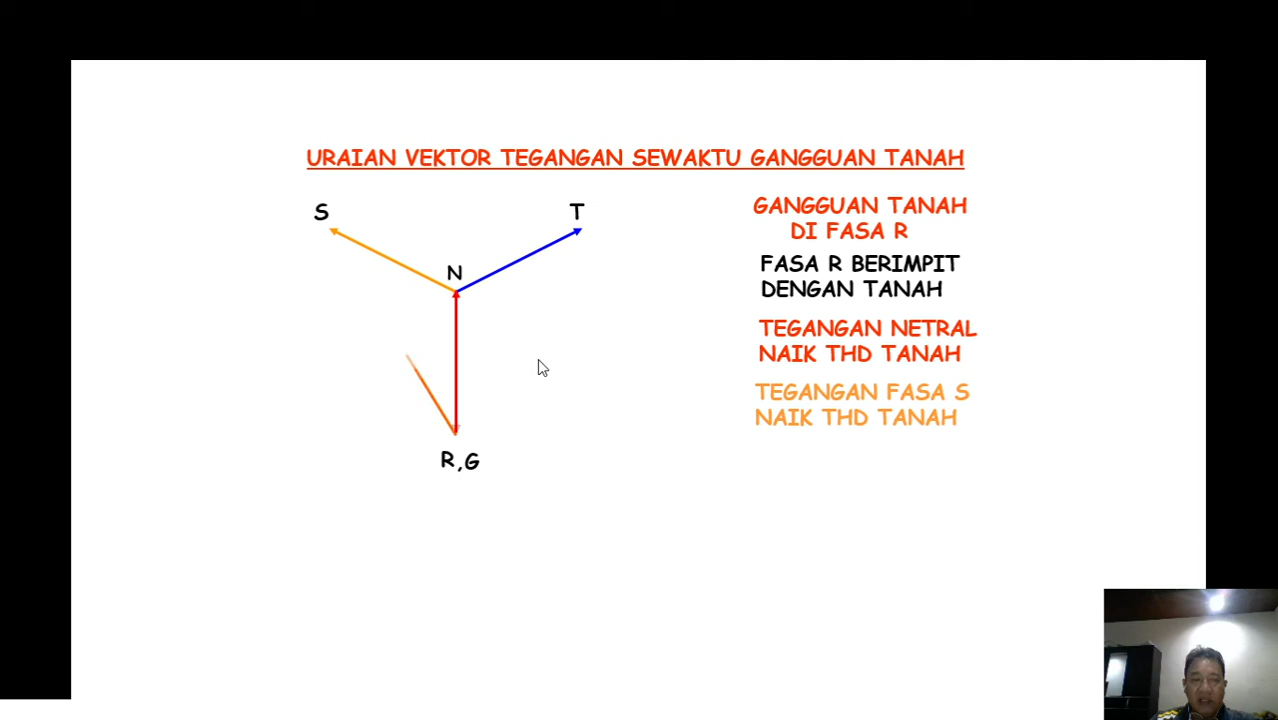 URAIAN VEKTOR TEGANGAN SEWAKTU GANGGUAN TANAH
S
T
N
R,G
GANGGUAN TANAH
DI FASA R
FASA R BERIMPIT
DENGAN TANAH
TEGANGAN NETRAL
NAIK THD TANAH
TEGANGAN FASA S
NAIK THD TANAH